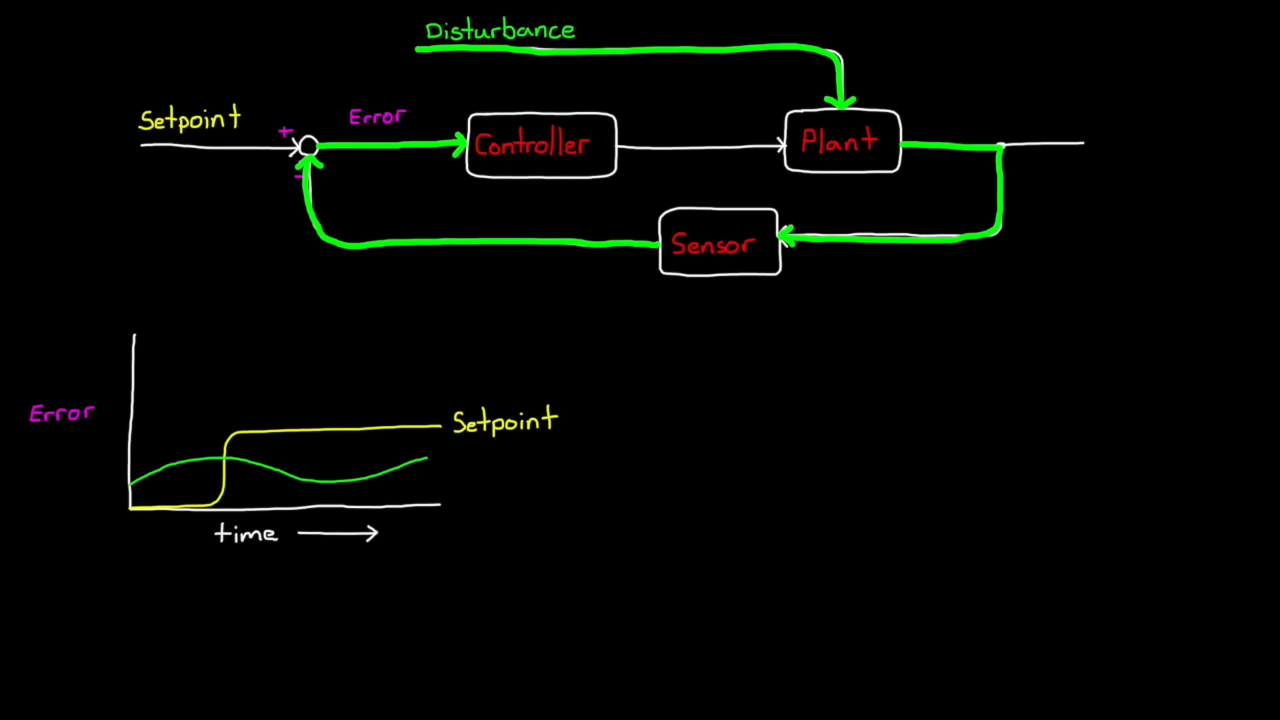 Disturbance
Setpoint
+
Error
Controller
Plant
-
Sensor
Error
Setpoint
time